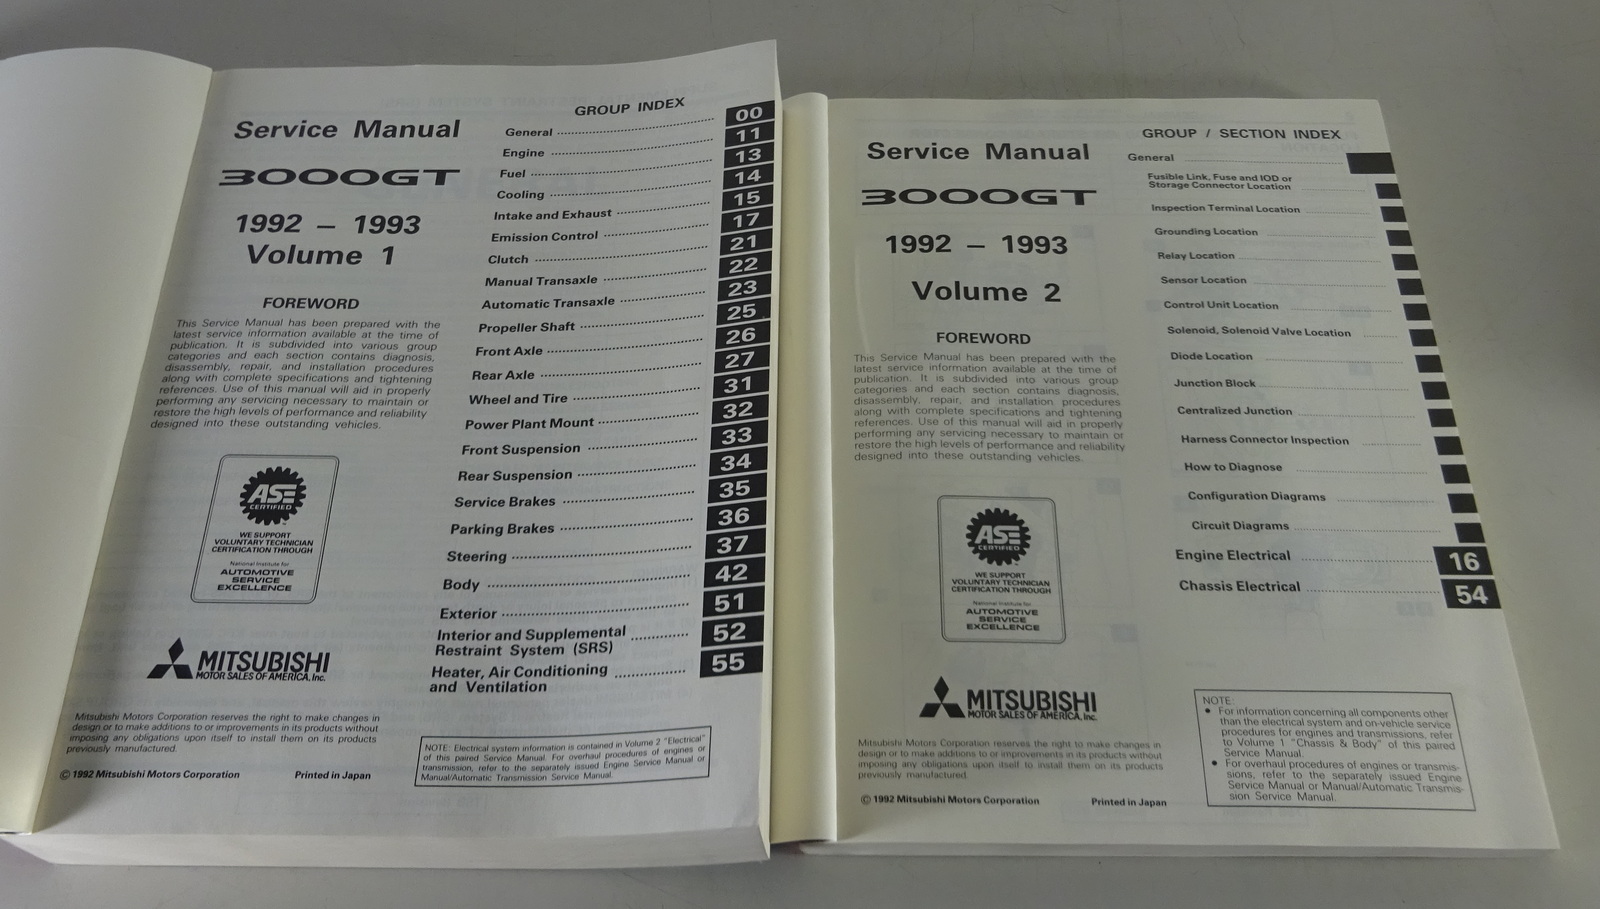 Service Manual
3000GT
1992 – 1993
Volume 1
FOREWORD
This Service Manual has been prepared with the
latest service information available at the time of
publication. It is subdivided into various group
categories and each section contains diagnosis,
disassembly, repair, and installation procedures
along with complete specifications and tightening
references. Use of this manual will aid in properly
performing any servicing necessary to maintain or
restore the high levels of performance and reliability
designed into these outstanding vehicles.
ASE
CERTIFIED
WE SUPPORT
VOLUNTARY TECHNICIAN
CERTIFICATION THROUGH
National Institute for
AUTOMOTIVE
SERVICE
EXCELLENCE
MITSUBISHI
MOTOR SALES OF AMERICA, Inc.
Mitsubishi Motors Corporation reserves the right to make changes in
design or to make additions to or improvements in its products without
imposing any obligations upon itself to install them on its products
previously manufactured.
© 1992 Mitsubishi Motors Corporation Printed in Japan
GROUP INDEX
General 00
Engine 11
Fuel 13
Cooling 14
Intake and Exhaust 15
Emission Control 17
Clutch 21
Manual Transaxle 22
Automatic Transaxle 23
Propeller Shaft 25
Front Axle 26
Rear Axle 27
Wheel and Tire 31
Power Plant Mount 32
Front Suspension 33
Rear Suspension 34
Service Brakes 35
Parking Brakes 36
Steering 37
Body 42
Exterior 51
Interior and Supplemental
Restraint System (SRS) 52
Heater, Air Conditioning
and Ventilation 55
NOTE: Electrical system information is contained in Volume 2 "Electrical"
of this paired Service Manual. For overhaul procedures of engines or
transmission, refer to the separately issued Engine Service Manual or
Manual/Automatic Transmission Service Manual.
Service Manual
3000GT
1992 – 1993
Volume 2
FOREWORD
This Service Manual has been prepared with the
latest service information available at the time of
publication. It is subdivided into various group
categories and each section contains diagnosis,
disassembly, repair, and installation procedures
along with complete specifications and tightening
references. Use of this manual will aid in properly
performing any servicing necessary to maintain or
restore the high levels of performance and reliability
designed into these outstanding vehicles.
ASE
CERTIFIED
WE SUPPORT
VOLUNTARY TECHNICIAN
CERTIFICATION THROUGH
National Institute for
AUTOMOTIVE
SERVICE
EXCELLENCE
MITSUBISHI
MOTOR SALES OF AMERICA, Inc.
Mitsubishi Motors Corporation reserves the right to make changes in
design or to make additions to or improvements in its products without
imposing any obligations upon itself to install them on its products
previously manufactured.
© 1992 Mitsubishi Motors Corporation Printed in Japan
GROUP / SECTION INDEX
General
Fusible Link, Fuse and IOD or
Storage Connector Location
Inspection Terminal Location
Grounding Location
Relay Location
Sensor Location
Control Unit Location
Solenoid, Solenoid Valve Location
Diode Location
Junction Block
Centralized Junction
Harness Connector Inspection
How to Diagnose
Configuration Diagrams
Circuit Diagrams
Engine Electrical 16
Chassis Electrical 54
NOTE:
● For information concerning all components other
than the electrical system and on-vehicle service
procedures for engines and transmissions, refer
to Volume 1 "Chassis & Body" of this paired
Service Manual.
● For overhaul procedures of engines or transmis-
sions, refer to the separately issued Engine
Service Manual or Manual/Automatic Transmis-
sion Service Manual.